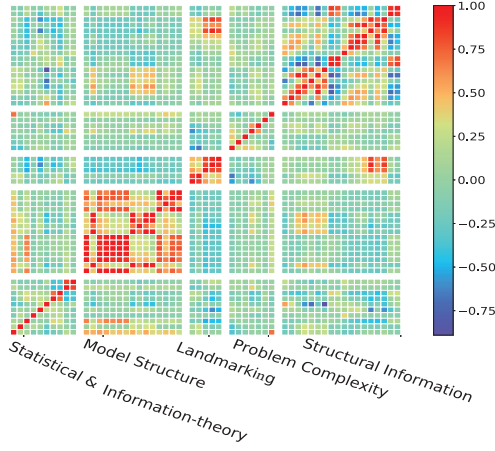 1.00
0.75
0.50
0.25
0.00
−0.25
−0.50
−0.75
Statistical & Information-theory
Model Structure
Landmarking
Problem Complexity
Structural Information